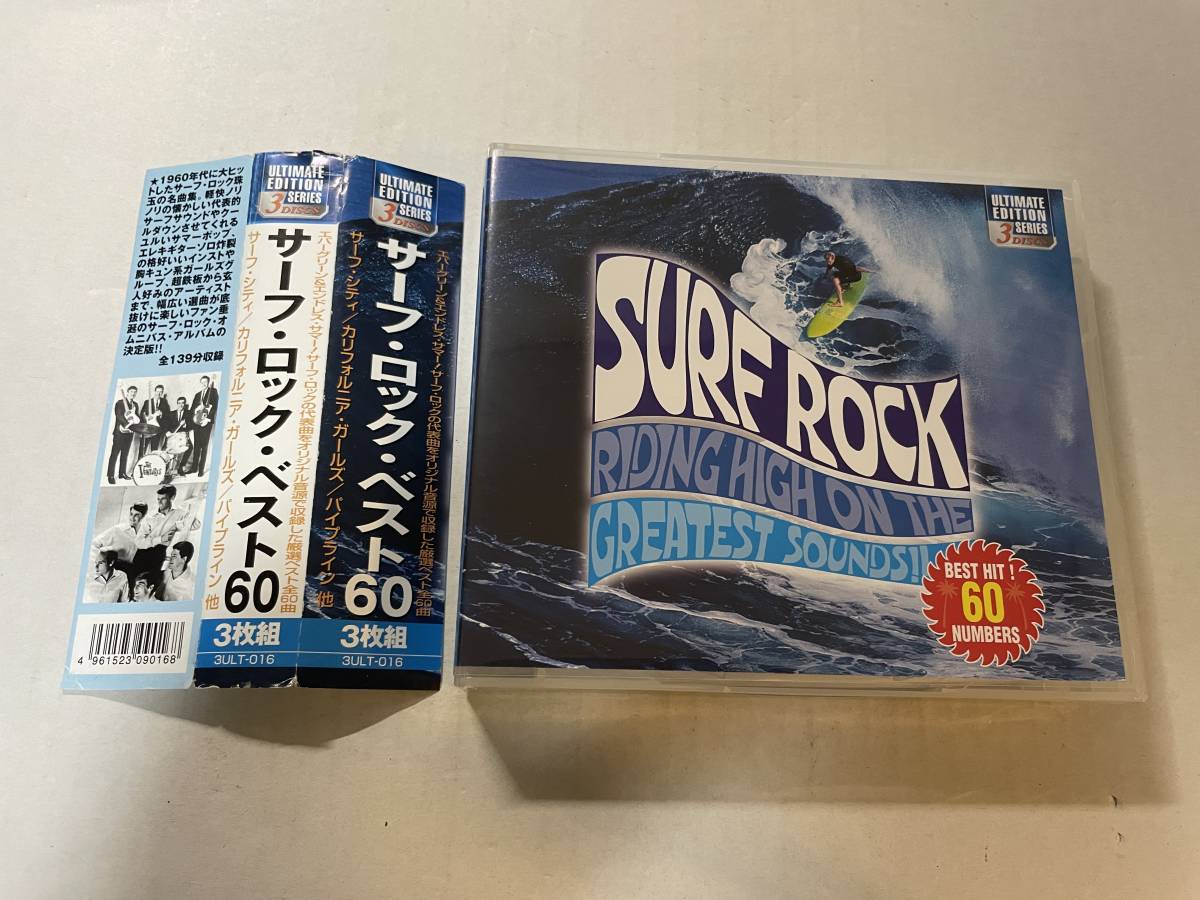 ★1960年代に大ヒッ
トしたサーフ・ロック珠
玉の名曲集。軽快ノリ
ノリの懐かしい代表的
サーフサウンドやクー
ルダウンさせてくれる
ユルいサマーポップ、
エレキギターソロ炸裂
の格好いいインストや
胸キュン系ガールズグ
ループ、超鉄板から玄
人好みのアーティスト
まで、幅広い選曲が底
抜けに楽しいファン垂
涎のサーフ・ロック・オ
ムニバス・アルバムの
決定版!!
全139分収録
The Ventures
4 961523 090168
ULTIMATE
EDITION
SERIES
3 DISCS
エバーグリーン&エンドレス・サマー!サーフ・ロックの代表曲をオリジナル音源で収録した厳選ベスト全60曲
サーフ・ロック・ベスト60
サーフ・シティ/カリフォルニア・ガールズ/パイプライン 他
3枚組
3ULT-016
ULTIMATE
EDITION
SERIES
3 DISCS
エバーグリーン&エンドレス・サマー!サーフ・ロックの代表曲をオリジナル音源で収録した厳選ベスト全60曲
サーフ・ロック・ベスト60
サーフ・シティ/カリフォルニア・ガールズ/パイプライン 他
3枚組
3ULT-016
ULTIMATE
EDITION
SERIES
3 DISCS
SURF ROCK
RIDING HIGH ON THE
GREATEST SOUNDS!!
BEST HIT!
60
NUMBERS